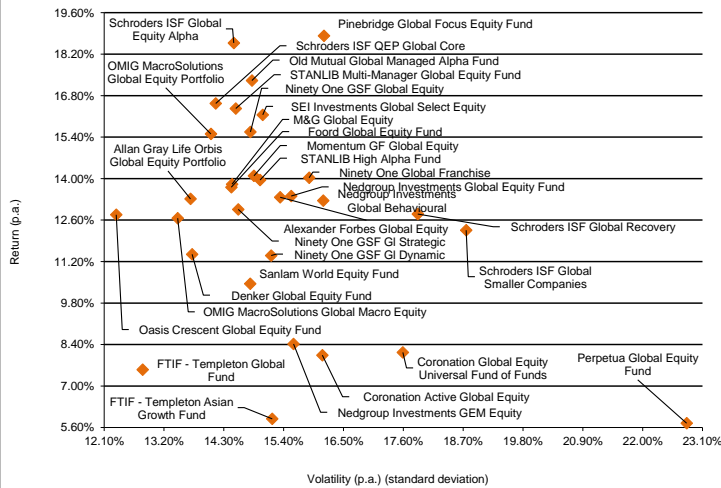 19.60%
18.20%
16.80%
15.40%
14.00%
12.60%
11.20%
9.80%
8.40%
7.00%
5.60%
Return (p.a.)
Schroders ISF Global
Equity Alpha
Pinebridge Global Focus Equity Fund
Schroders ISF QEP Global Core
Old Mutual Global Managed Alpha Fund
OMIG MacroSolutions
Global Equity Portfolio
STANLIB Multi-Manager Global Equity Fund
Ninety One GSF Global Equity
SEI Investments Global Select Equity
M&G Global Equity
Foord Global Equity Fund
Allan Gray Life Orbis
Global Equity Portfolio
Momentum GF Global Equity
STANLIB High Alpha Fund
Ninety One Global Franchise
Nedgroup Investments Global Equity Fund
Nedgroup Investments
Global Behavioural
Alexander Forbes Global Equity
Schroders ISF Global Recovery
Ninety One GSF Gl Strategic
Ninety One GSF Gl Dynamic
Sanlam World Equity Fund
Schroders ISF Global
Smaller Companies
Denker Global Equity Fund
OMIG MacroSolutions Global Macro Equity
Oasis Crescent Global Equity Fund
FTIF - Templeton Global
Fund
Coronation Global Equity
Universal Fund of Funds
Perpetua Global Equity
Fund
Coronation Active Global Equity
FTIF - Templeton Asian
Growth Fund
Nedgroup Investments GEM Equity
12.10% 13.20% 14.30% 15.40% 16.50% 17.60% 18.70% 19.80% 20.90% 22.00% 23.10%
Volatility (p.a.) (standard deviation)